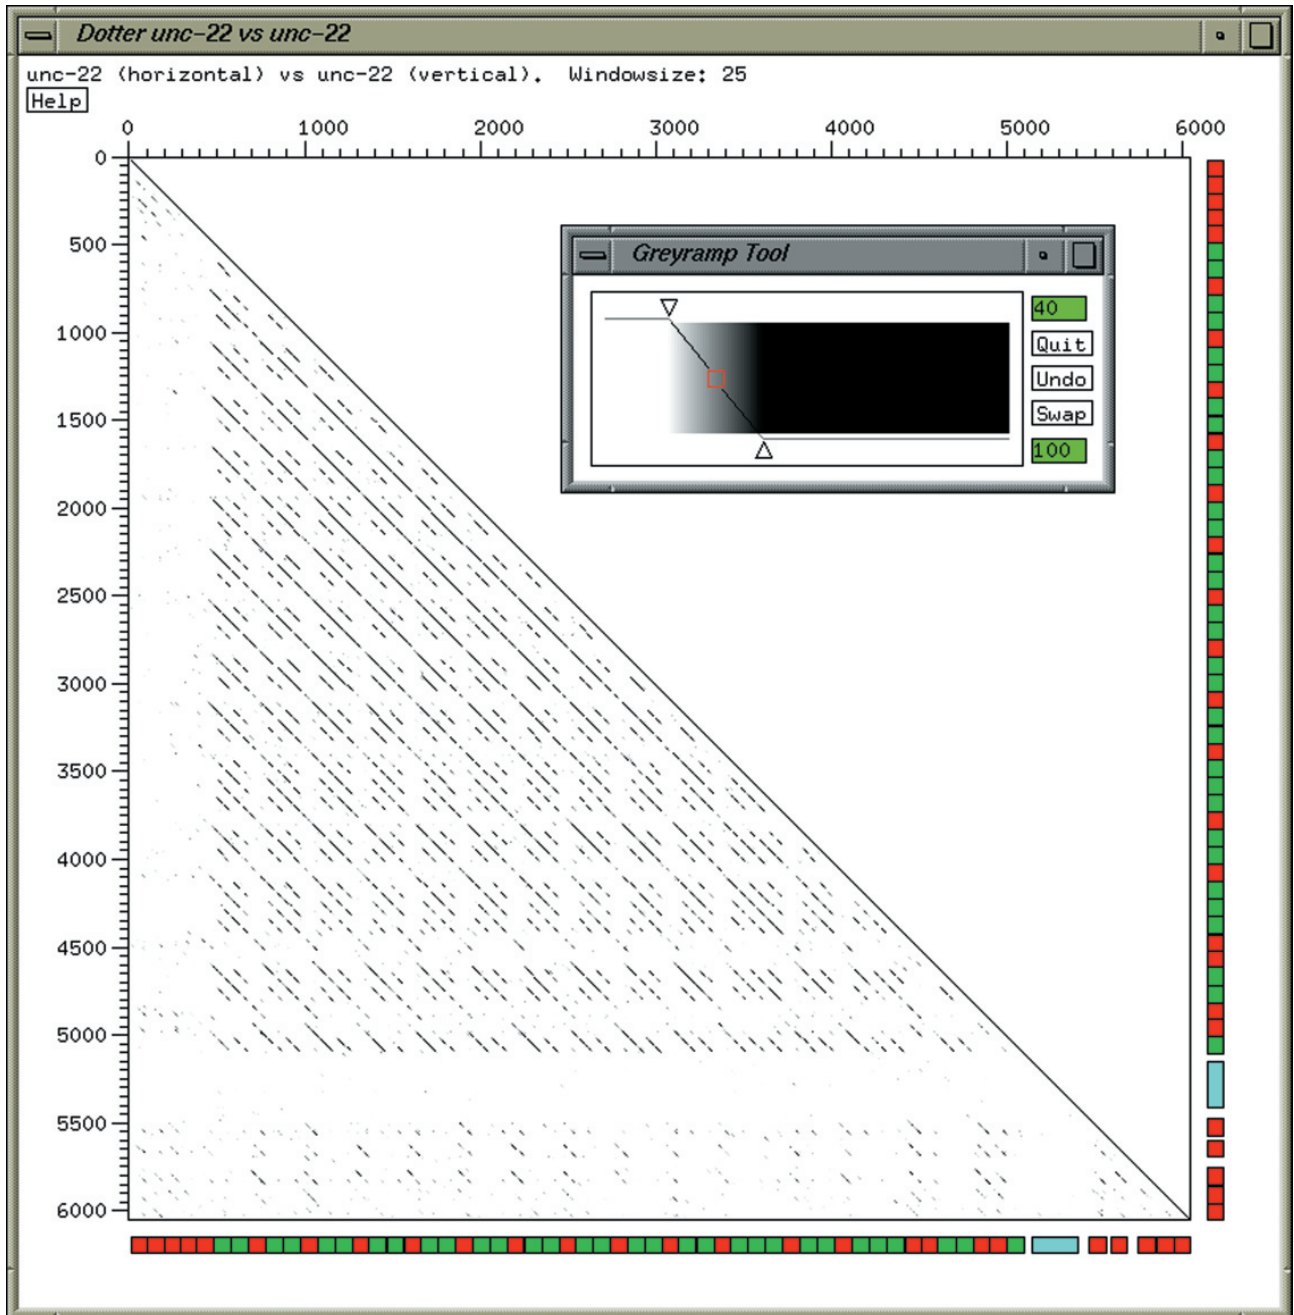 Dotter unc-22 vs unc-22
unc-22 (horizontal) vs unc-22 (vertical). Windowsize: 25
Help
0 1000 2000 3000 4000 5000 6000
0
500
Greyramp Tool
40
Quit
Undo
Swap
100
1000
1500
2000
2500
3000
3500
4000
4500
5000
5500
6000